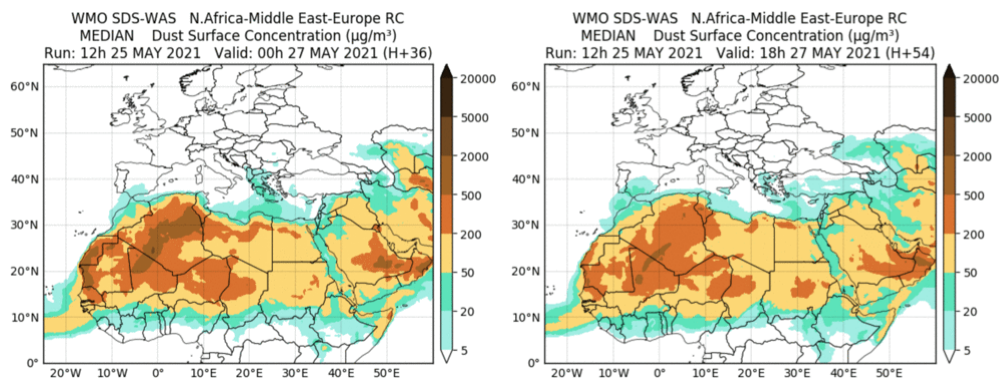 WMO SDS-WAS N.Africa-Middle East-Europe RC
MEDIAN Dust Surface Concentration (µg/m³)
Run: 12h 25 MAY 2021 Valid: 00h 27 MAY 2021 (H+36)
60°N
50°N
40°N
30°N
20°N
10°N
0°
20°W
10°W
0°
10°E
20°E
30°E
40°E
50°E
20000
5000
2000
500
200
50
20
5
WMO SDS-WAS N.Africa-Middle East-Europe RC
MEDIAN Dust Surface Concentration (µg/m³)
Run: 12h 25 MAY 2021 Valid: 18h 27 MAY 2021 (H+54)
60°N
50°N
40°N
30°N
20°N
10°N
0°
20°W
10°W
0°
10°E
20°E
30°E
40°E
50°E
20000
5000
2000
500
200
50
20
5